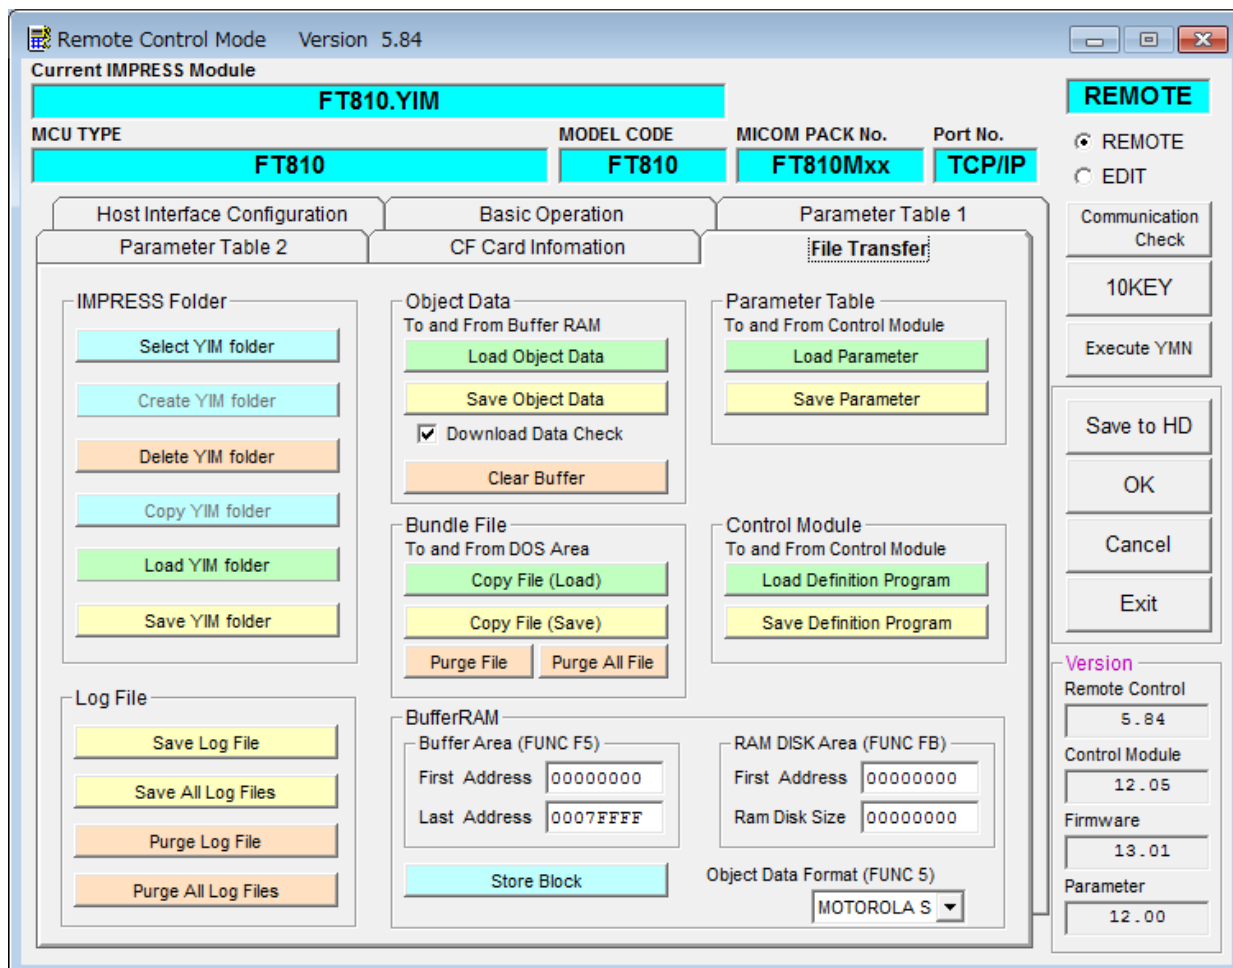 Remote Control Mode Version 5.84
Current IMPRESS Module
FT810.YIM
REMOTE
MCU TYPE
MODEL CODE
MICOM PACK No.
Port No.
FT810
FT810
FT810Mxx
TCP/IP
REMOTE
EDIT
Host Interface Configuration
Basic Operation
Parameter Table 1
Parameter Table 2
CF Card Infomation
File Transfer
Communication
Check
10KEY
Execute YMN
Save to HD
OK
Cancel
Exit
IMPRESS Folder
Select YIM folder
Create YIM folder
Delete YIM folder
Copy YIM folder
Load YIM folder
Save YIM folder
Object Data
To and From Buffer RAM
Load Object Data
Save Object Data
Download Data Check
Clear Buffer
Parameter Table
To and From Control Module
Load Parameter
Save Parameter
Bundle File
To and From DOS Area
Copy File (Load)
Copy File (Save)
Purge File
Purge All File
Control Module
To and From Control Module
Load Definition Program
Save Definition Program
Log File
Save Log File
Save All Log Files
Purge Log File
Purge All Log Files
BufferRAM
Buffer Area (FUNC F5)
First Address 00000000
Last Address 0007FFFF
RAM DISK Area (FUNC FB)
First Address 00000000
Ram Disk Size 00000000
Store Block
Object Data Format (FUNC 5)
MOTOROLA S
Version
Remote Control
5.84
Control Module
12.05
Firmware
13.01
Parameter
12.00